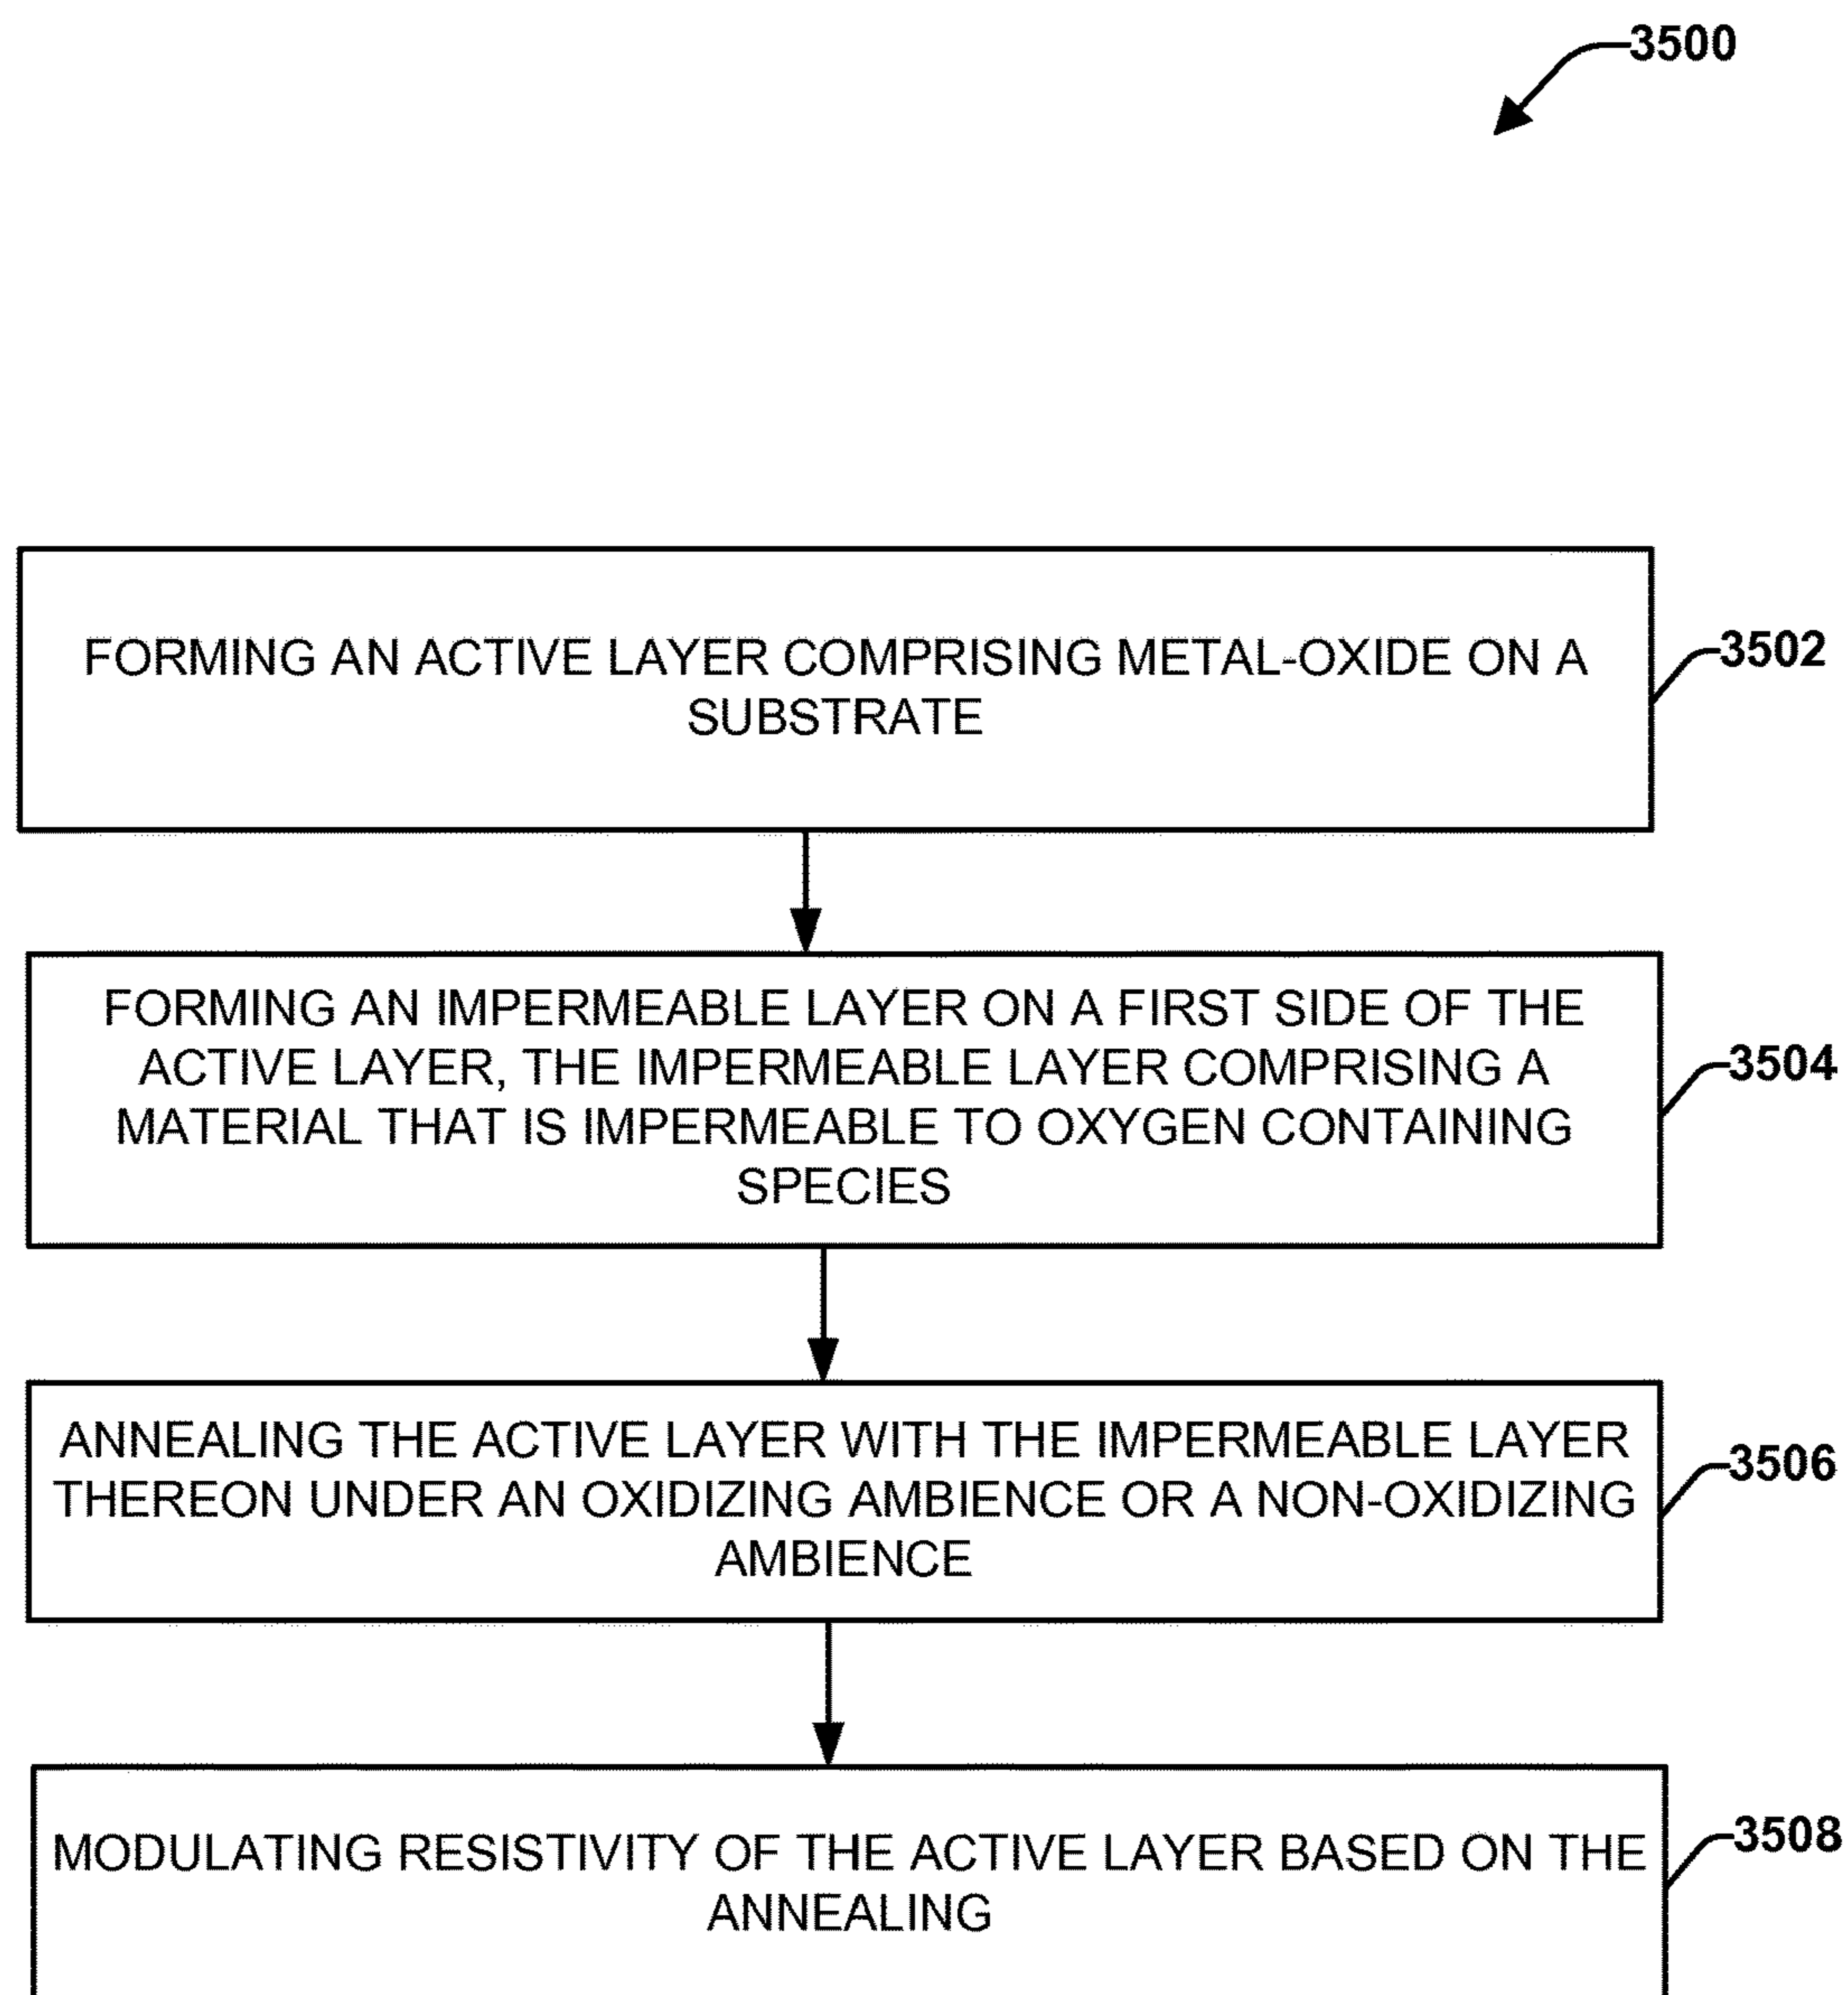 3500
FORMING AN ACTIVE LAYER COMPRISING METAL-OXIDE ON A
SUBSTRATE
3502
FORMING AN IMPERMEABLE LAYER ON A FIRST SIDE OF THE
ACTIVE LAYER, THE IMPERMEABLE LAYER COMPRISING A
MATERIAL THAT IS IMPERMEABLE TO OXYGEN CONTAINING
SPECIES
3504
ANNEALING THE ACTIVE LAYER WITH THE IMPERMEABLE LAYER
THEREON UNDER AN OXIDIZING AMBIENCE OR A NON-OXIDIZING
AMBIENCE
3506
MODULATING RESISTIVITY OF THE ACTIVE LAYER BASED ON THE
ANNEALING
3508